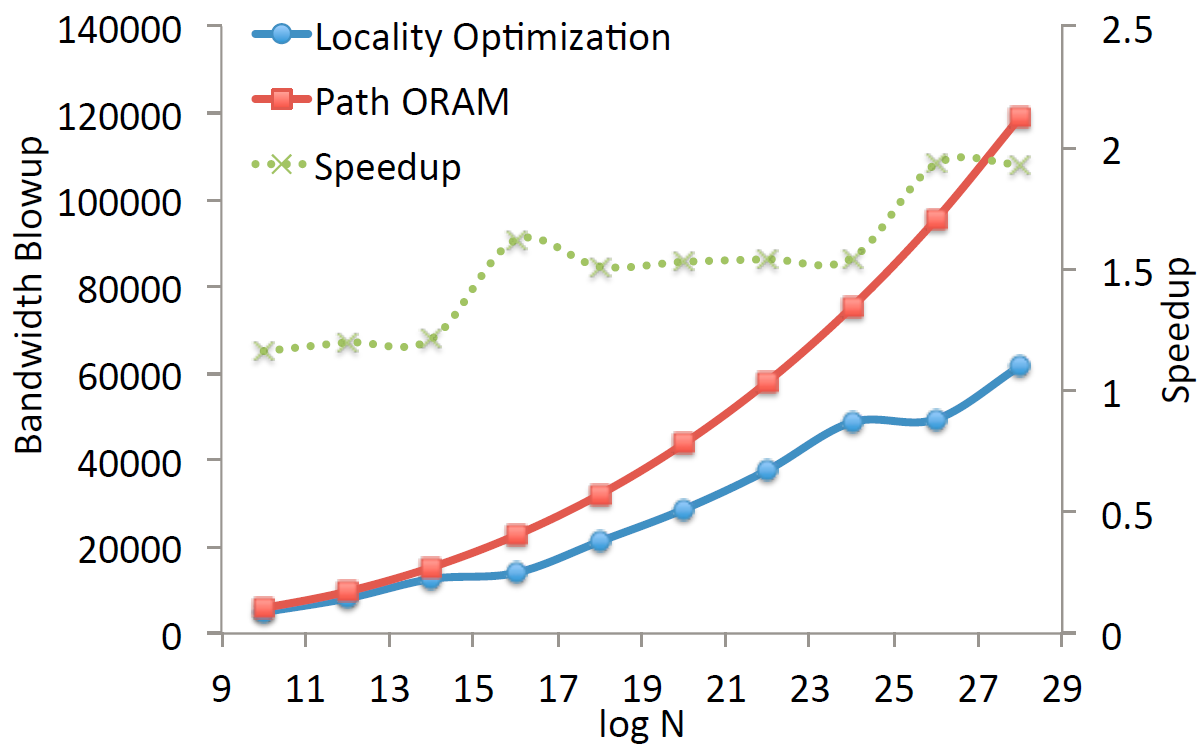 Locality Optimization
Path ORAM
Speedup
Bandwidth Blowup
140000
120000
100000
80000
60000
40000
20000
0
2.5
2
1.5
1
0.5
0
Speedup
9 11 13 15 17 19 21 23 25 27 29
log N